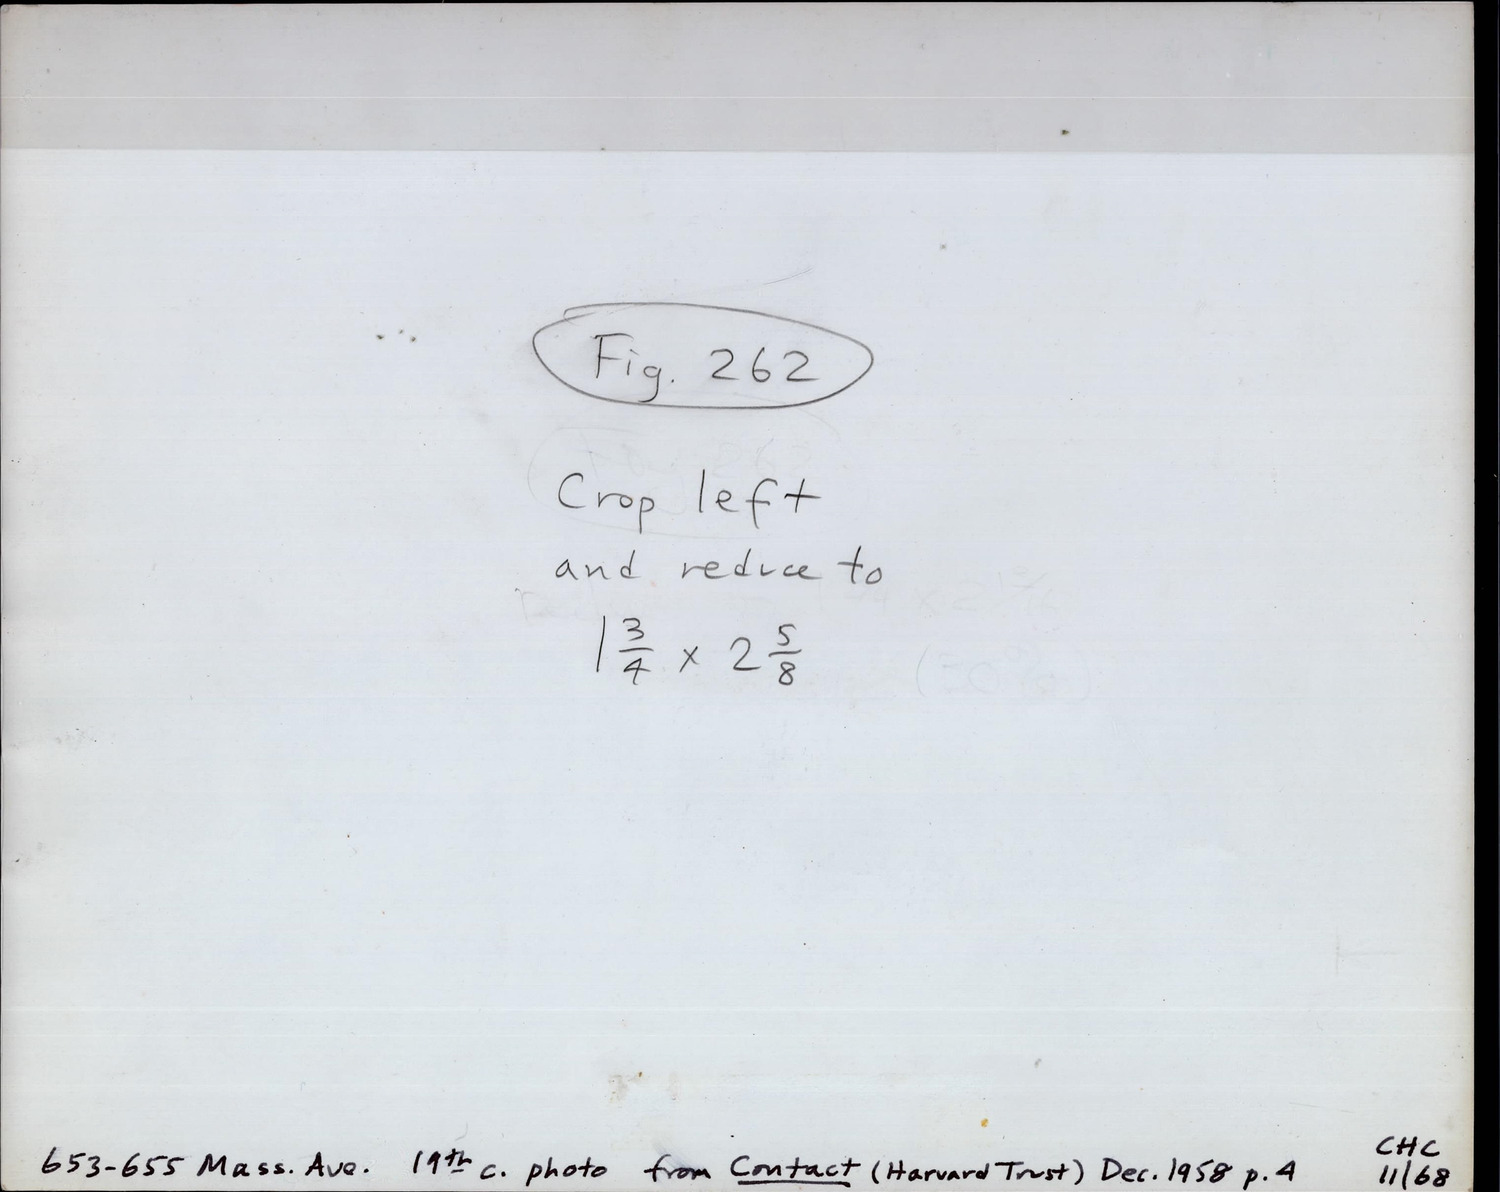 Fig. 262
Crop left
and reduce to
1 3/4 x 2 5/8
CHC
653-655 Mass. Ave. 19th c. photo from Contact (Harvard Trust) Dec. 1958 p. 4 11/68